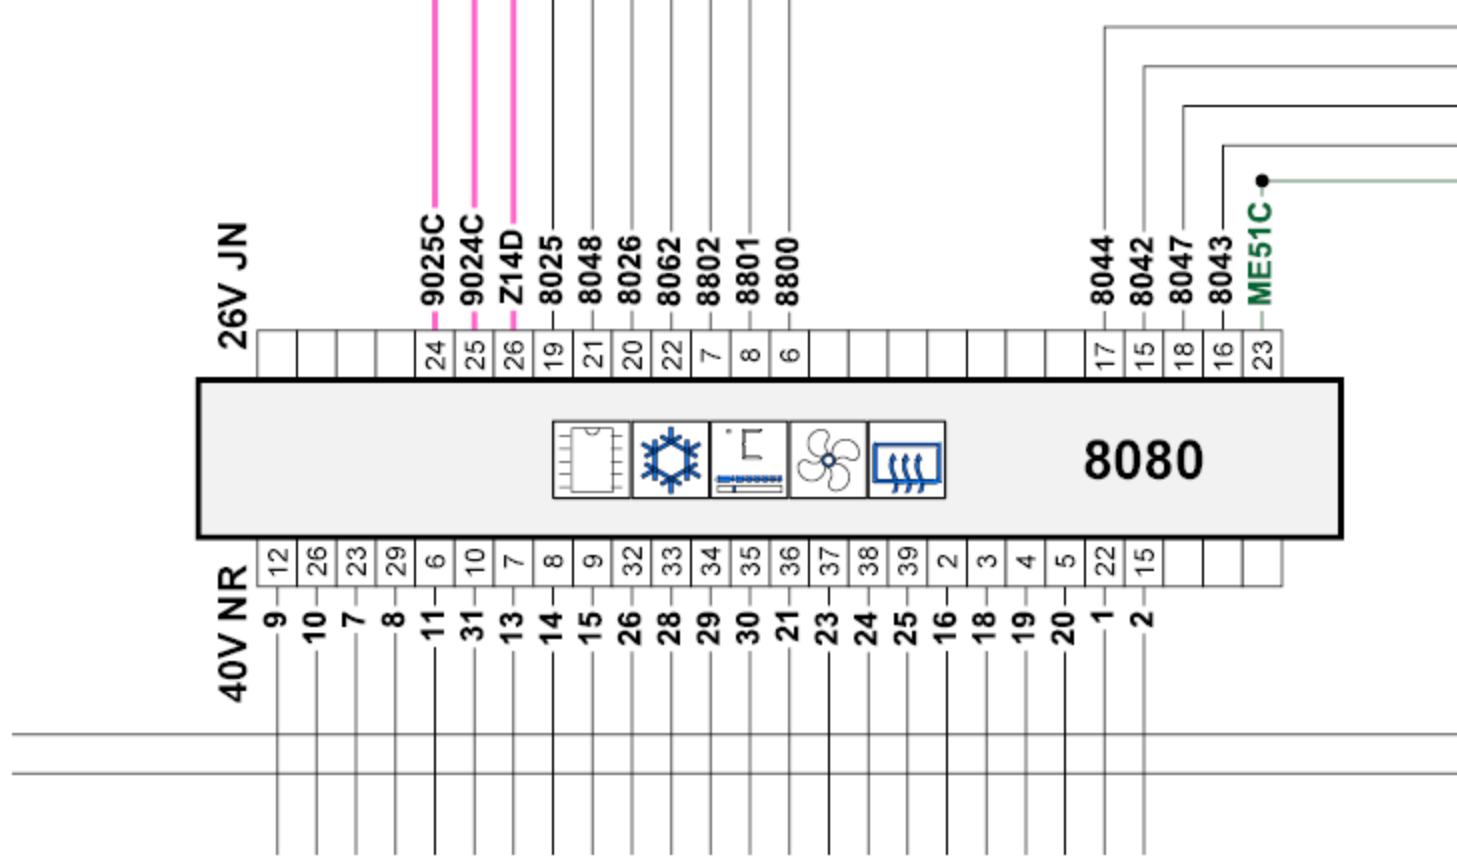 26V JN
9025C 9024C Z14D 8025 8048 8026 8062 8802 8801 8800 8044 8042 8047 8043 ME51C
24 25 26 19 21 20 22 7 8 6 17 15 18 16 23
8080
12 26 23 29 6 10 7 8 9 32 33 34 35 36 37 38 39 2 3 4 5 22 15
40V NR
9 10 7 8 11 31 13 14 15 26 28 29 30 21 23 24 25 16 18 19 20 1 2